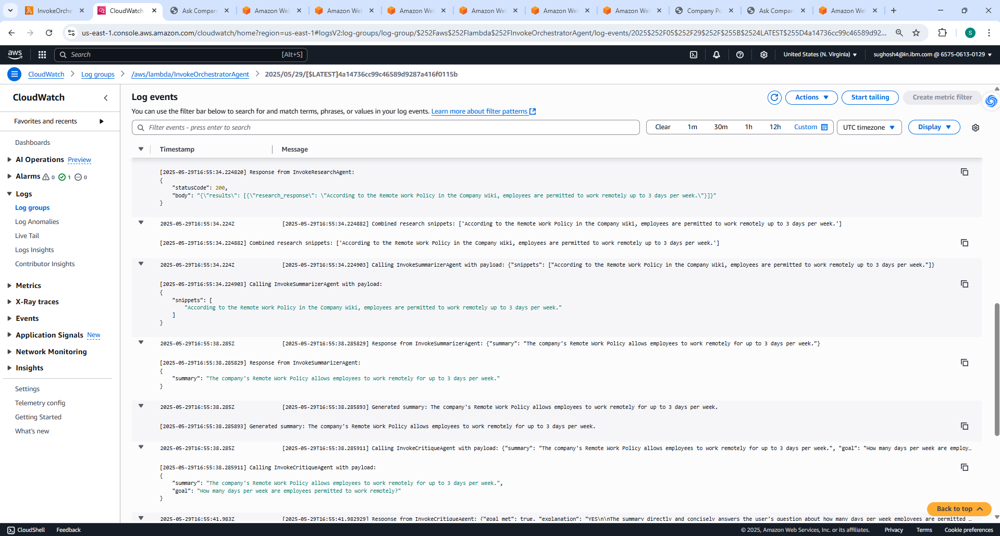 InvokeOrche
CloudWatch
Ask Compan
Amazon Web
Amazon Web
Amazon Web
Amazon We
Amazon Wel
Amazon Web
Company Po
Ask Compan
Amazon Wel
us-east-1.console.aws.amazon.com/cloudwatch/home?region=us-east-1#logsV2:log-groups/log-group/$252Faws$252Flambda$252FInvokeOrchestratorAgent/log-events/2025$252F05$252F29$252F$255B$2524LATEST$255D4a14736cc99c46589d92...
S
aws
Search
[Alt+S]
United States (N. Virginia)
sughosh4@in.ibm.com @ 6575-0613-0129
CloudWatch
Log groups
/aws/lambda/InvokeOrchestratorAgent
2025/05/29/[$LATEST]4a14736cc99c46589d9287a416f0115b
CloudWatch
Favorites and recents
Dashboards
AI Operations Preview
Alarms 0 1 0
Logs
Log groups
Log Anomalies
Live Tail
Logs Insights
Contributor Insights
Metrics
X-Ray traces
Events
Application Signals New
Network Monitoring
Insights
Settings
Telemetry config
Getting Started
What's new
Log events
Actions
Start tailing
Create metric filter
You can use the filter bar below to search for and match terms, phrases, or values in your log events. Learn more about filter patterns
Filter events - press enter to search
Clear 1m 30m 1h 12h Custom
UTC timezone
Display
Timestamp Message
[2025-05-29T16:55:34.224820] Response from InvokeResearchAgent:
{
"statusCode": 200,
"body": "{\"results\": [{\"research_response\": \"According to the Remote Work Policy in the Company Wiki, employees are permitted to work remotely up to 3 days per week.\"}]}"
}
2025-05-29T16:55:34.224Z [2025-05-29T16:55:34.224882] Combined research snippets: ['According to the Remote Work Policy in the Company Wiki, employees are permitted to work remotely up to 3 days per week.']
[2025-05-29T16:55:34.224882] Combined research snippets: ['According to the Remote Work Policy in the Company Wiki, employees are permitted to work remotely up to 3 days per week.']
2025-05-29T16:55:34.224Z [2025-05-29T16:55:34.224903] Calling InvokeSummarizerAgent with payload: {"snippets": ["According to the Remote Work Policy in the Company Wiki, employees are permitted to work remotely up to 3 days per week."]}
[2025-05-29T16:55:34.224903] Calling InvokeSummarizerAgent with payload:
{
"snippets": [
"According to the Remote Work Policy in the Company Wiki, employees are permitted to work remotely up to 3 days per week."
]
}
2025-05-29T16:55:38.285Z [2025-05-29T16:55:38.285829] Response from InvokeSummarizerAgent: {"summary": "The company's Remote Work Policy allows employees to work remotely for up to 3 days per week."}
[2025-05-29T16:55:38.285829] Response from InvokeSummarizerAgent:
{
"summary": "The company's Remote Work Policy allows employees to work remotely for up to 3 days per week."
}
2025-05-29T16:55:38.285Z [2025-05-29T16:55:38.285893] Generated summary: The company's Remote Work Policy allows employees to work remotely for up to 3 days per week.
[2025-05-29T16:55:38.285893] Generated summary: The company's Remote Work Policy allows employees to work remotely for up to 3 days per week.
2025-05-29T16:55:38.285Z [2025-05-29T16:55:38.285911] Calling InvokeCritiqueAgent with payload: {"summary": "The company's Remote Work Policy allows employees to work remotely for up to 3 days per week.", "goal": "How many days per week are employ…
[2025-05-29T16:55:38.285911] Calling InvokeCritiqueAgent with payload:
{
"summary": "The company's Remote Work Policy allows employees to work remotely for up to 3 days per week.",
"goal": "How many days per week are employees permitted to work remotely?"
}
2025-05-29T16:55:41.983Z [2025-05-29T16:55:41.982929] Response from InvokeCritiqueAgent: {"goal_met": true, "explanation": "YES\n\nThe summary directly and concisely answers the user's question about how many days per week employees are permitted …
Back to top
CloudShell
Feedback
© 2025, Amazon Web Services, Inc. or its affiliates.
Privacy
Terms
Cookie preferences